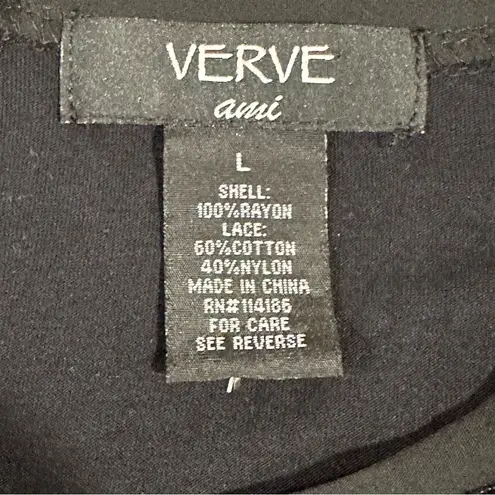 VERVE
ami
L
SHELL:
100%RAYON
LACE:
60%COTTON
40%NYLON
MADE IN CHINA
RN#114186
FOR CARE
SEE REVERSE